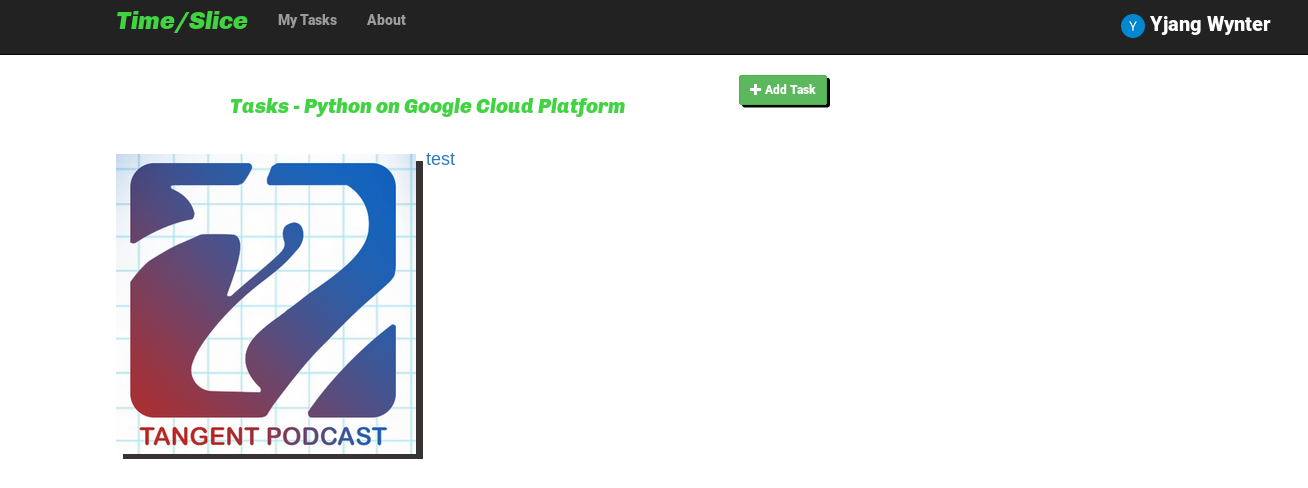 Time/Slice My Tasks About Y Yjang Wynter
Add Task
Tasks - Python on Google Cloud Platform
test
TANGENT PODCAST